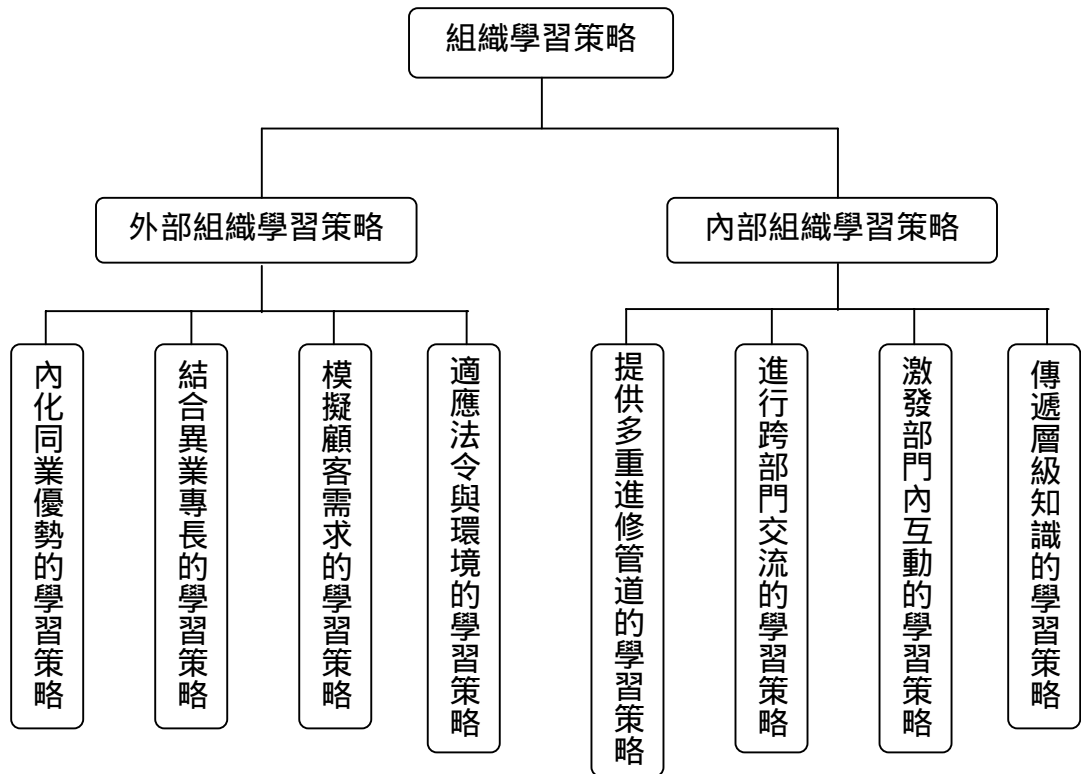 組織學習策略
外部組織學習策略
內部組織學習策略
內化同業優勢的學習策略
結合異業專長的學習策略
模擬顧客需求的學習策略
適應法令與環境的學習策略
提供多重進修管道的學習策略
進行跨部門交流的學習策略
激發部門內互動的學習策略
傳遞層級知識的學習策略